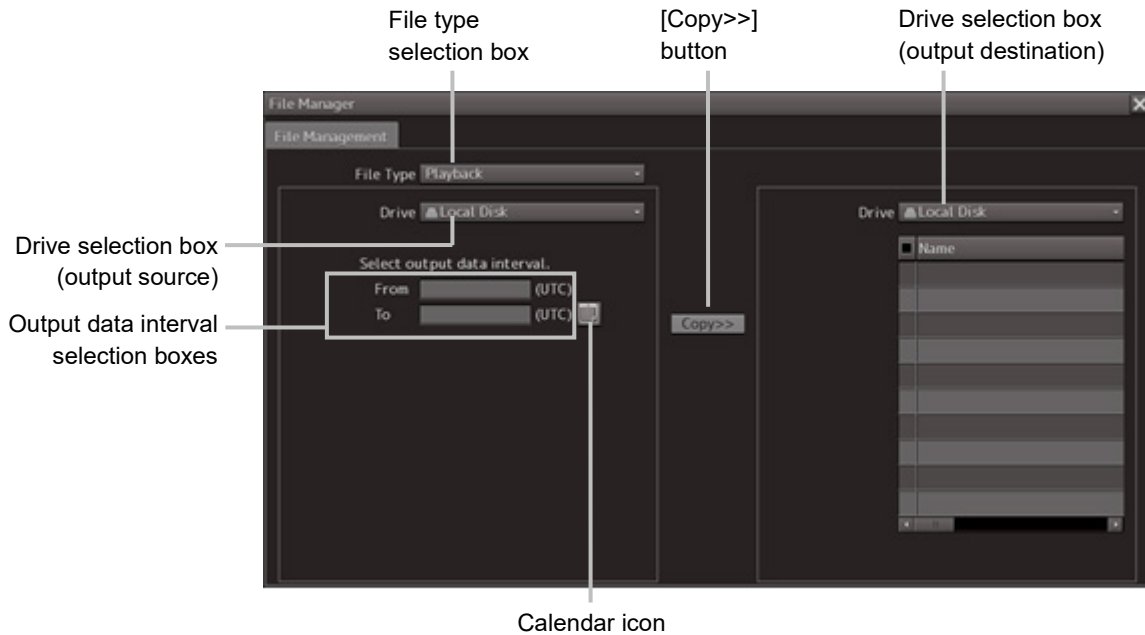 File type
selection box
[Copy>>]
button
Drive selection box
(output destination)
File Manager
File Management
File Type Playback
Drive Local Disk
Drive Local Disk
Name
Select output data interval.
From (UTC)
To (UTC)
Copy>>
Drive selection box
(output source)
Output data interval
selection boxes
Calendar icon